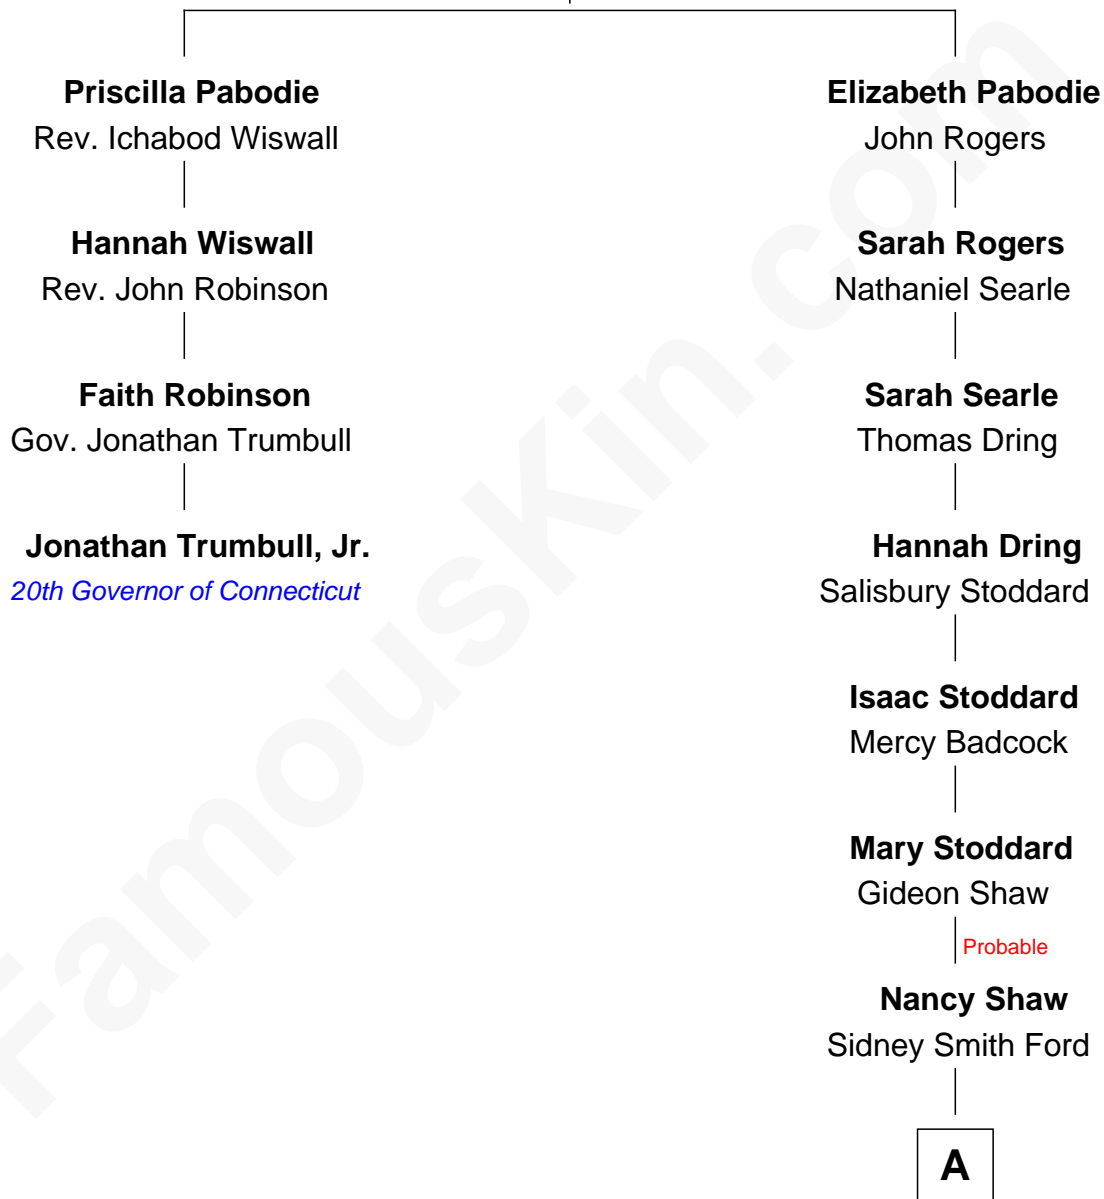 Priscilla Pabodie
Rev. Ichabod Wiswall
Hannah Wiswall
Rev. John Robinson
Faith Robinson
Gov. Jonathan Trumbull
Jonathan Trumbull, Jr.
20th Governor of Connecticut
Elizabeth Pabodie
John Rogers
Sarah Rogers
Nathaniel Searle
Sarah Searle
Thomas Dring
Hannah Dring
Salisbury Stoddard
Isaac Stoddard
Mercy Badcock
Mary Stoddard
Gideon Shaw
Probable
Nancy Shaw
Sidney Smith Ford
A
FamousKin.com